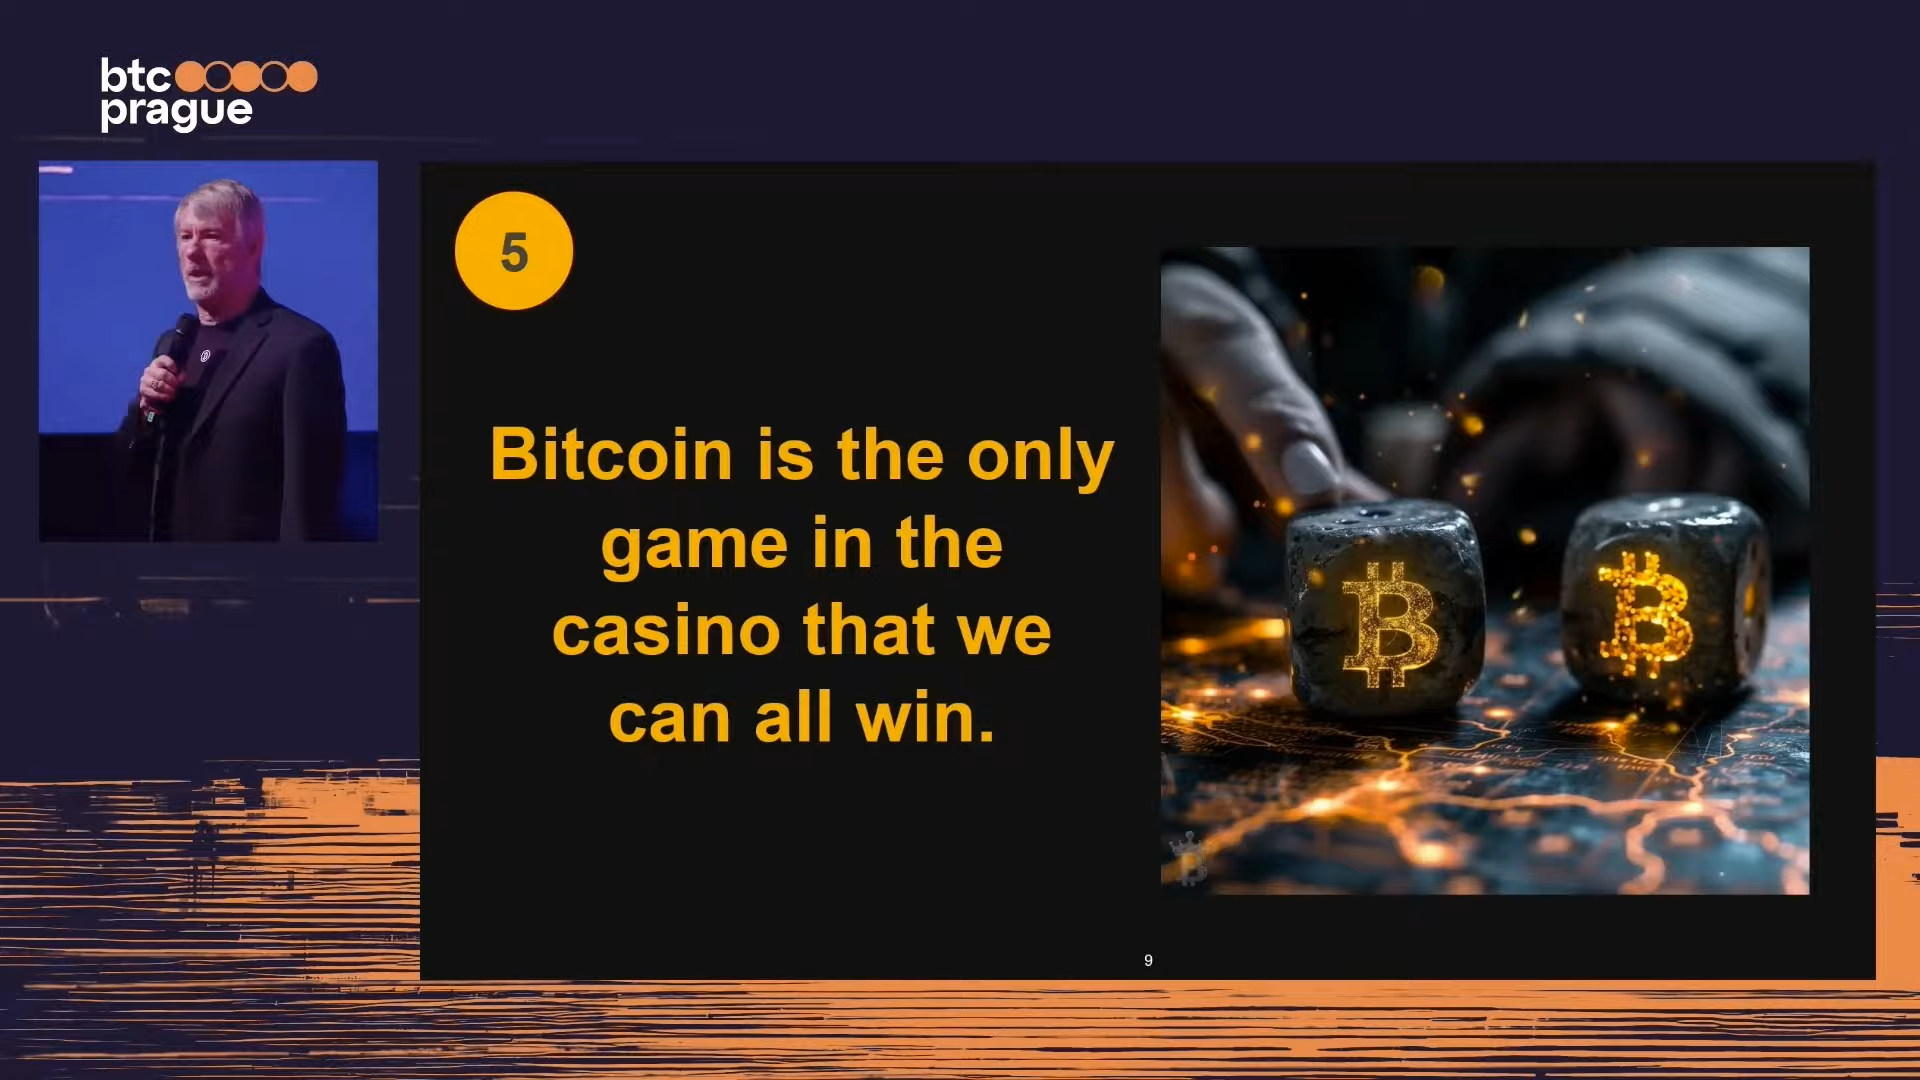 btc
prague
5
Bitcoin is the only
game in the
casino that we
can all win.
9